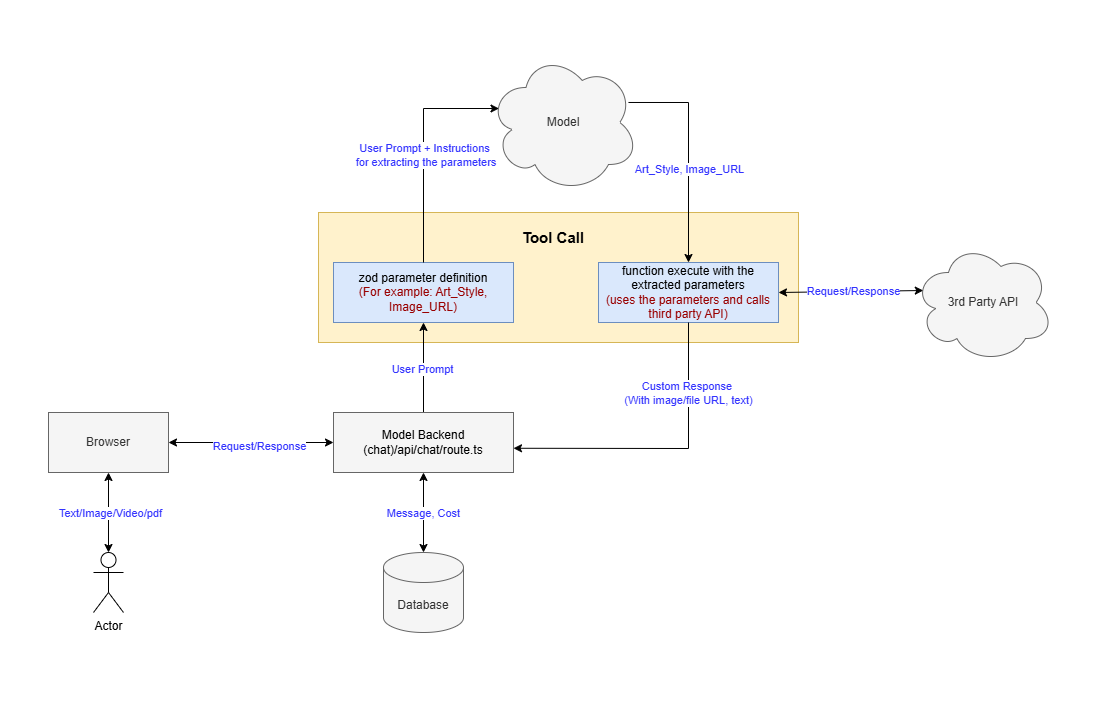 Model
User Prompt + Instructions
for extracting the parameters
Art_Style, Image_URL
Tool Call
zod parameter definition
(For example: Art_Style,
Image_URL)
function execute with the
extracted parameters
(uses the parameters and calls
third party API)
Request/Response
3rd Party API
User Prompt
Custom Response
(With image/file URL, text)
Browser
Request/Response
Model Backend
(chat)/api/chat/route.ts
Text/Image/Video/pdf
Message, Cost
Database
Actor